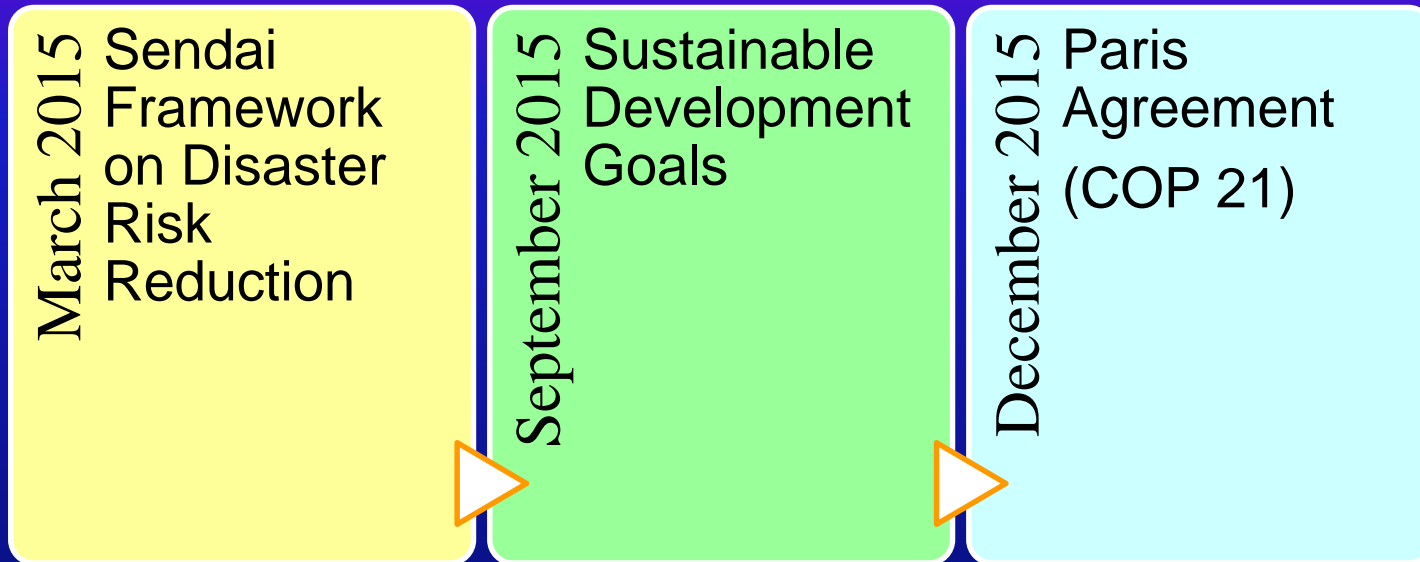 March 2015
Sendai
Framework
on Disaster
Risk
Reduction
September 2015
Sustainable
Development
Goals
December 2015
Paris
Agreement
(COP 21)